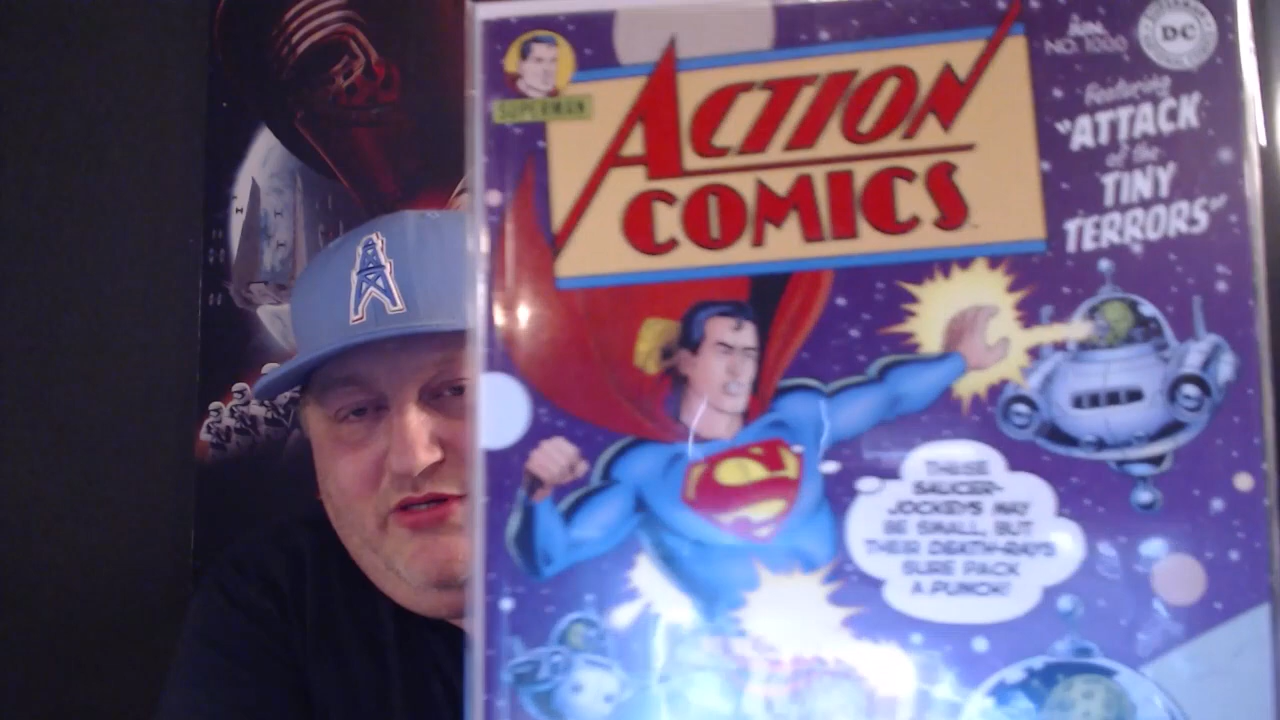 SUPERMAN
ACTION
COMICS
JUN.
NO. 1000
DC
Featuring
"ATTACK
of the
TINY
TERRORS"
S
THESE
SAUCER-
JOCKEYS MAY
BE SMALL, BUT
THEIR DEATH-RAYS
SURE PACK
A PUNCH!